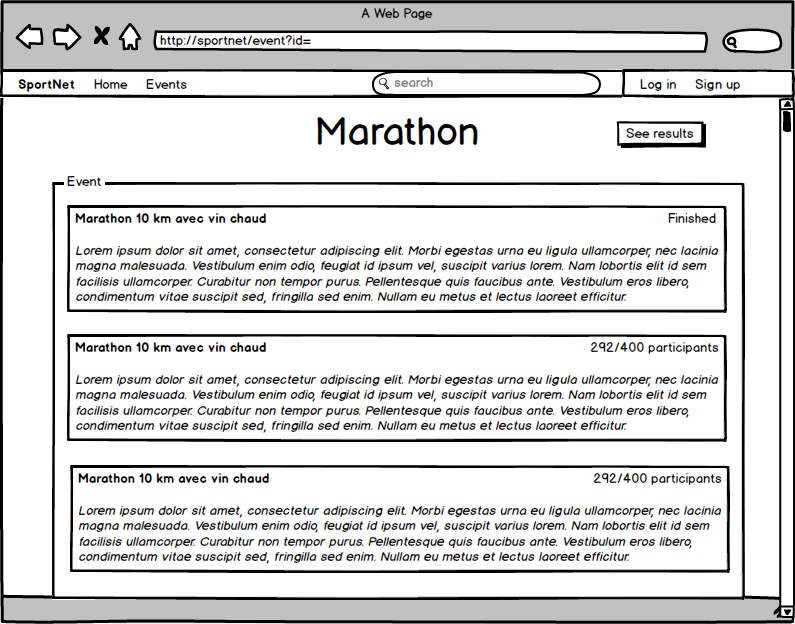 A Web Page
http://sportnet/event?id=
SportNet Home Events search Log in Sign up
Marathon
See results
Event
Marathon 10 km avec vin chaud Finished
Lorem ipsum dolor sit amet, consectetur adipiscing elit. Morbi egestas urna eu ligula ullamcorper, nec lacinia
magna malesuada. Vestibulum enim odio, feugiat id ipsum vel, suscipit varius lorem. Nam lobortis elit id sem
facilisis ullamcorper. Curabitur non tempor purus. Pellentesque quis faucibus ante. Vestibulum eros libero,
condimentum vitae suscipit sed, fringilla sed enim. Nullam eu metus et lectus laoreet efficitur.
Marathon 10 km avec vin chaud 292/400 participants
Lorem ipsum dolor sit amet, consectetur adipiscing elit. Morbi egestas urna eu ligula ullamcorper, nec lacinia
magna malesuada. Vestibulum enim odio, feugiat id ipsum vel, suscipit varius lorem. Nam lobortis elit id sem
facilisis ullamcorper. Curabitur non tempor purus. Pellentesque quis faucibus ante. Vestibulum eros libero,
condimentum vitae suscipit sed, fringilla sed enim. Nullam eu metus et lectus laoreet efficitur.
Marathon 10 km avec vin chaud 292/400 participants
Lorem ipsum dolor sit amet, consectetur adipiscing elit. Morbi egestas urna eu ligula ullamcorper, nec lacinia
magna malesuada. Vestibulum enim odio, feugiat id ipsum vel, suscipit varius lorem. Nam lobortis elit id sem
facilisis ullamcorper. Curabitur non tempor purus. Pellentesque quis faucibus ante. Vestibulum eros libero,
condimentum vitae suscipit sed, fringilla sed enim. Nullam eu metus et lectus laoreet efficitur.